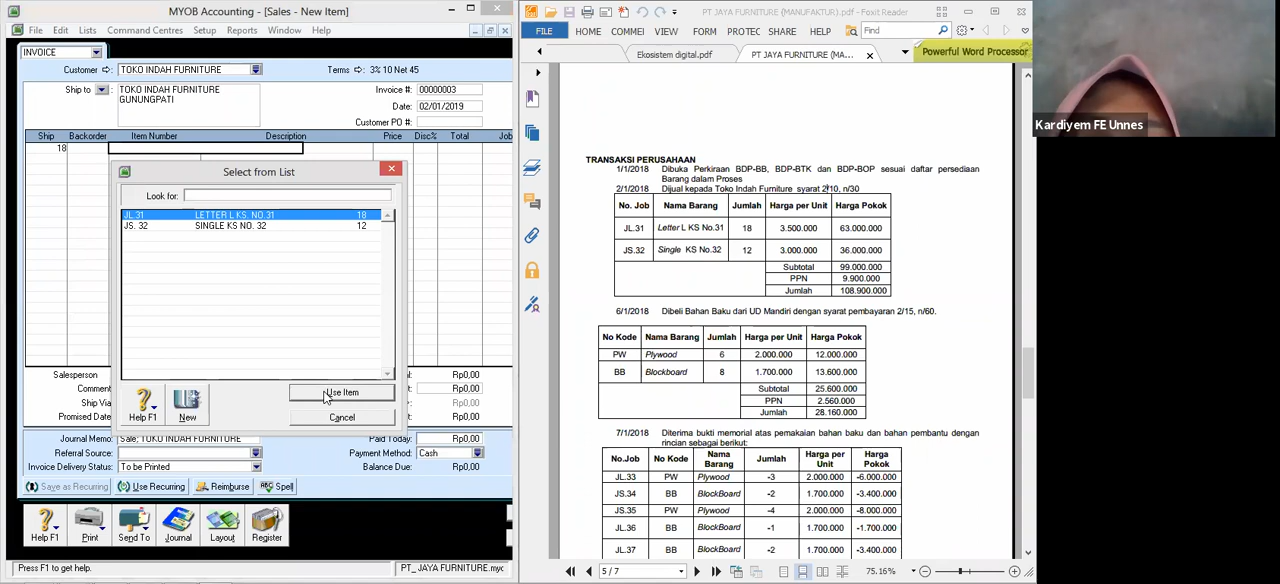 MYOB Accounting - [Sales - New Item]
File Edit Lists Command Centres Setup Reports Window Help
INVOICE
Customer TOKO INDAH FURNITURE Terms 3% 10 Net 45
Ship to TOKO INDAH FURNITURE
GUNUNGPATI
Invoice #: 00000003
Date: 02/01/2019
Customer PO #:
Ship Backorder Item Number Description Price Disc% Total Job
18
Select from List
Look for:
JL.31 LETTER L KS. NO.31 18
JS. 32 SINGLE KS NO. 32 12
Use Item
Help F1 New Cancel
Salesperson Rp0,00
Comment Rp0,00
Ship Via Rp0,00
Promised Date Rp0,00
Journal Memo: Sale; TOKO INDAH FURNITURE Paid Today: Rp0,00
Referral Source: Payment Method: Cash
Invoice Delivery Status: To be Printed Balance Due: Rp0,00
Save as Recurring Use Recurring Reimburse Spell
Help F1 Print Send To Journal Layout Register
Press F1 to get help. PT_ JAYA FURNITURE.myc
PT JAYA FURNITURE (MANUFAKTUR).pdf - Foxit Reader
FILE HOME COMMEI VIEW FORM PROTEC SHARE HELP Find
Ekosistem digital.pdf PT JAYA FURNITURE (MA... Powerful Word Processor
TRANSAKSI PERUSAHAAN
1/1/2018 Dibuka Perkiraan BDP-BB, BDP-BTK dan BDP-BOP sesuai daftar persediaan
Barang dalam Proses
2/1/2018 Dijual kepada Toko Indah Furniture syarat 2/10, n/30
No. Job Nama Barang Jumlah Harga per Unit Harga Pokok
JL.31 Letter L KS No.31 18 3.500.000 63.000.000
JS.32 Single KS No.32 12 3.000.000 36.000.000
Subtotal 99.000.000
PPN 9.900.000
Jumlah 108.900.000
6/1/2018 Dibeli Bahan Baku dari UD Mandiri dengan syarat pembayaran 2/15, n/60.
No Kode Nama Barang Jumlah Harga per Unit Harga Pokok
PW Plywood 6 2.000.000 12.000.000
BB Blockboard 8 1.700.000 13.600.000
Subtotal 25.600.000
PPN 2.560.000
Jumlah 28.160.000
7/1/2018 Diterima bukti memorial atas pemakaian bahan baku dan bahan pembantu dengan
rincian sebagai berikut:
No.Job No Kode Nama Barang Jumlah Harga per Unit Harga Pokok
JL.33 PW Plywood -3 2.000.000 -6.000.000
JS.34 BB BlockBoard -2 1.700.000 -3.400.000
JS.35 PW Plywood -4 2.000.000 -8.000.000
JL.36 BB BlockBoard -1 1.700.000 -1.700.000
JL.37 BB BlockBoard -2 1.700.000 -3.400.000
5 / 7 75.16%
Kardiyem FE Unnes